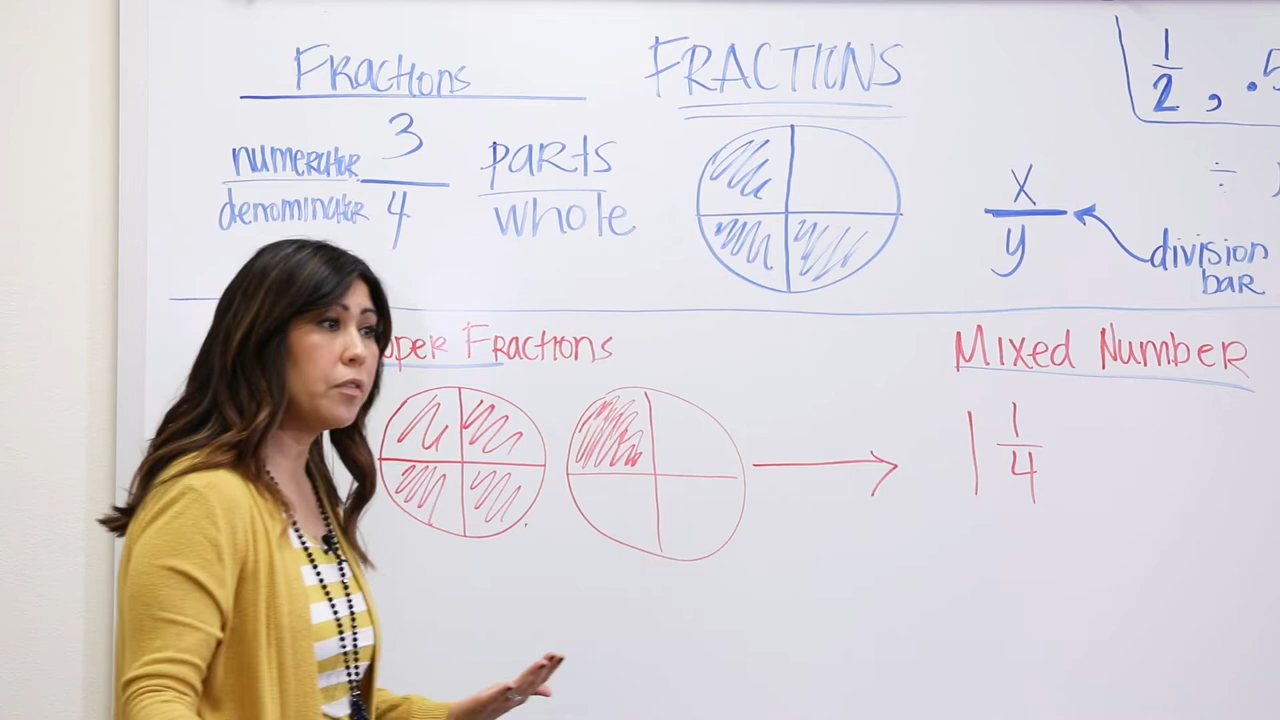 Fractions
FRACTIONS
1/2, .5
numerator 3 parts
denominator 4 whole
÷
x
y
division
bar
oper Fractions
Mixed Number
1 1/4